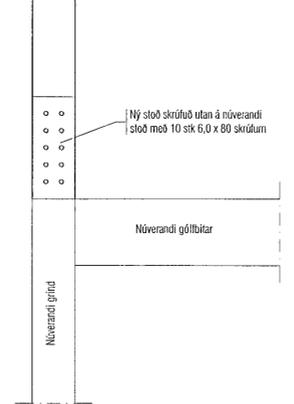 Ný stoð skrúfuð utan á núverandi
stoð með 10 stk 6,0 x 80 skrúfum
Núverandi gólfbitar
Núverandi grind